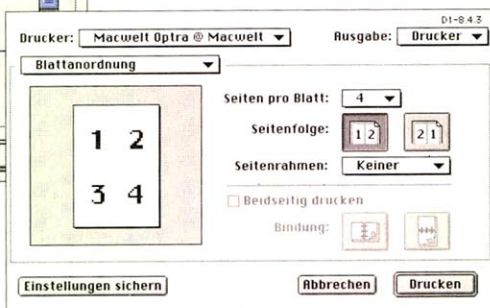 D1-8.4.3
Drucker: Macwelt Optra @ Macwelt Ausgabe: Drucker
Blattanordnung
Seiten pro Blatt: 4
Seitenfolge: 1 2 2 1
Seitenrahmen: Keiner
Beidseitig drucken
Bindung:
1 2
3 4
Einstellungen sichern Abbrechen Drucken